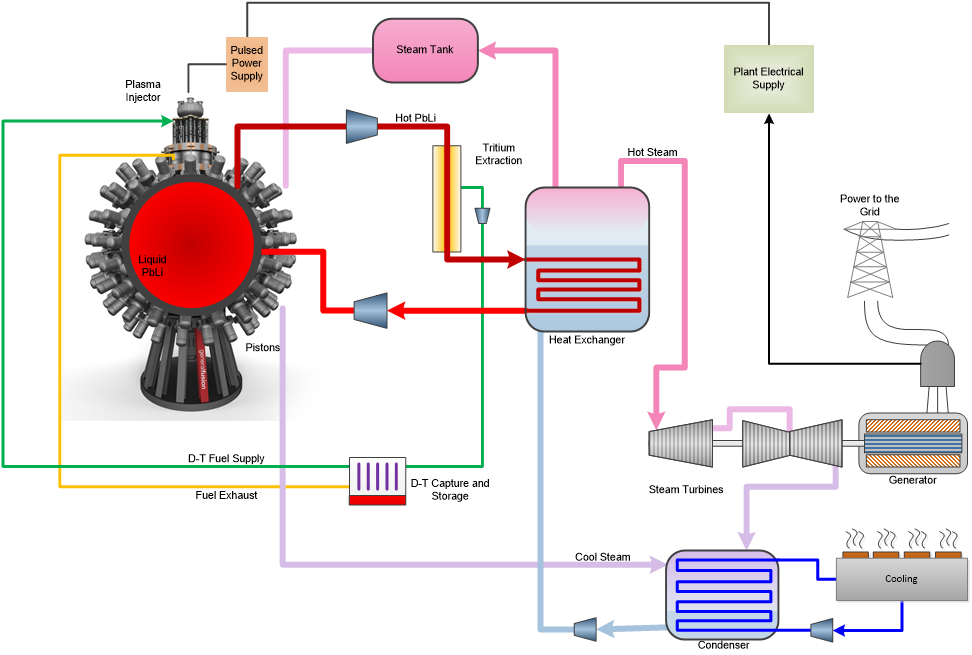 Pulsed
Power
Supply
Steam Tank
Plant Electrical
Supply
Plasma
Injector
Hot PbLi
Tritium
Extraction
Hot Steam
Power to the
Grid
Liquid
PbLi
Pistons
Heat Exchanger
generalfusion
D-T Fuel Supply
Fuel Exhaust
D-T Capture and
Storage
Steam Turbines
Generator
Cool Steam
Cooling
Condenser